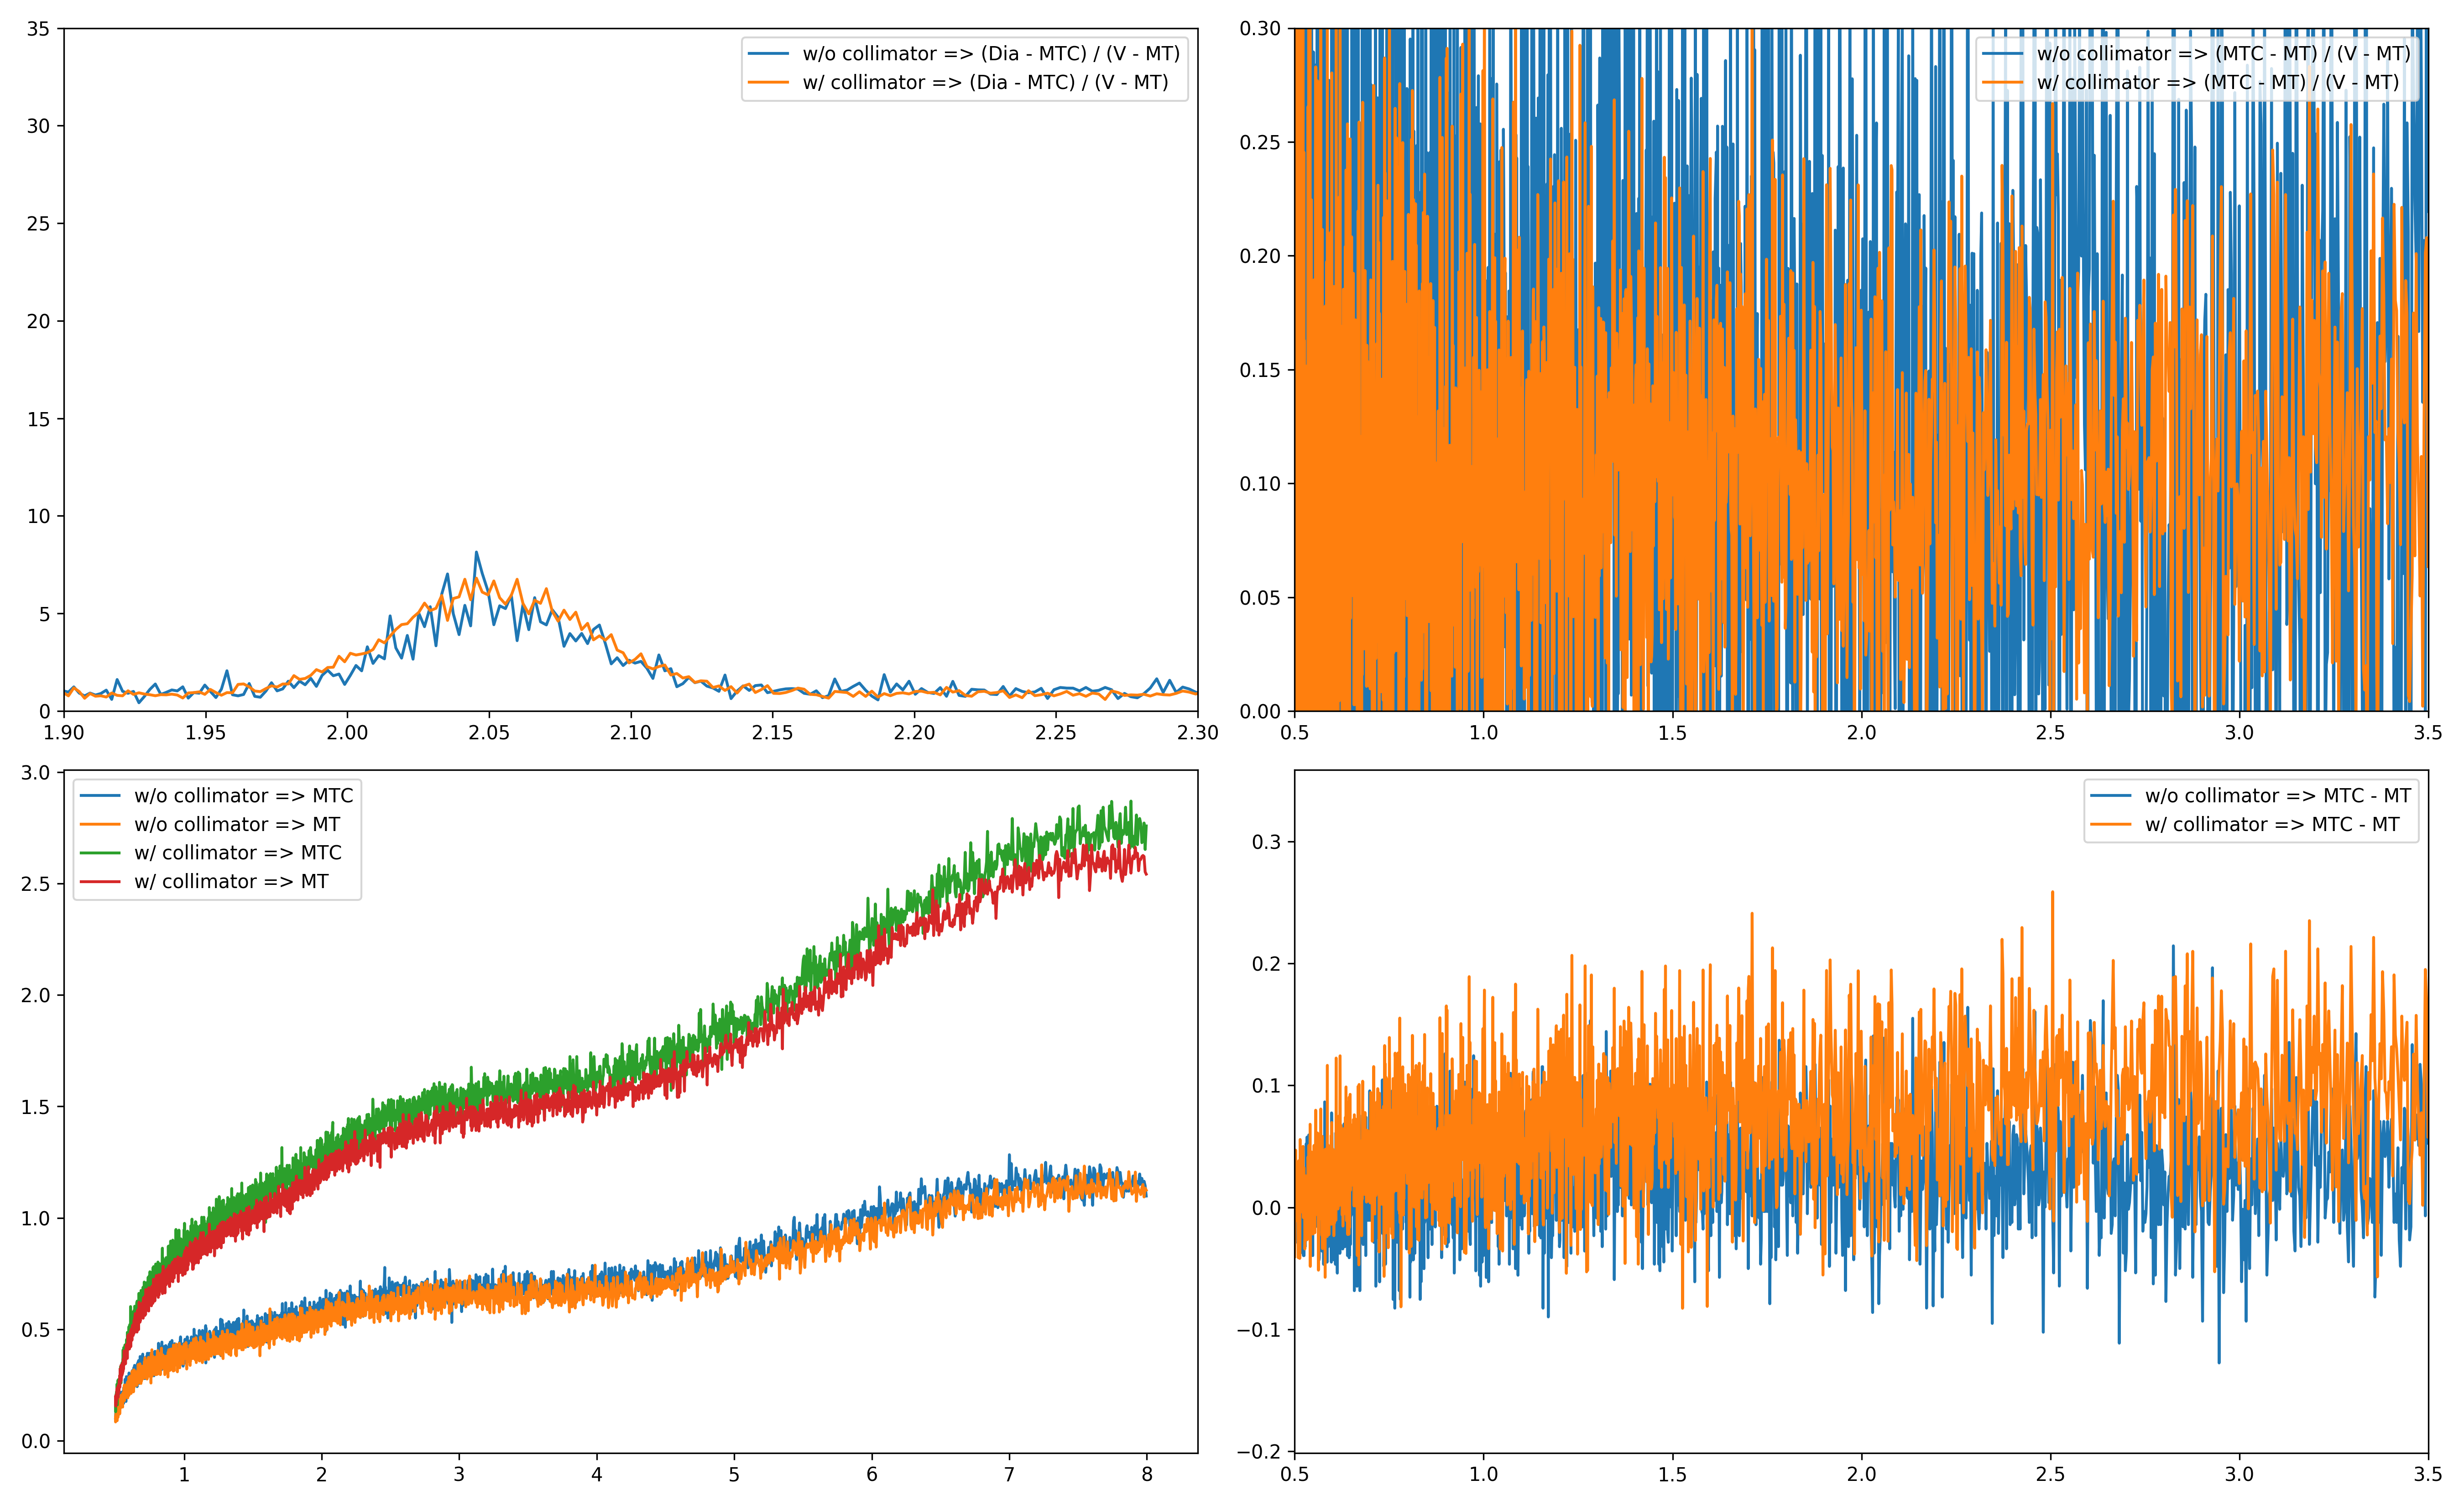 35
30
25
20
15
10
5
0
1.90 1.95 2.00 2.05 2.10 2.15 2.20 2.25 2.30
w/o collimator => (Dia - MTC) / (V - MT)
w/ collimator => (Dia - MTC) / (V - MT)
0.30
0.25
0.20
0.15
0.10
0.05
0.00
0.5 1.0 1.5 2.0 2.5 3.0 3.5
w/o collimator => (MTC - MT) / (V - MT)
w/ collimator => (MTC - MT) / (V - MT)
3.0
2.5
2.0
1.5
1.0
0.5
0.0
1 2 3 4 5 6 7 8
w/o collimator => MTC
w/o collimator => MT
w/ collimator => MTC
w/ collimator => MT
0.3
0.2
0.1
0.0
−0.1
−0.2
0.5 1.0 1.5 2.0 2.5 3.0 3.5
w/o collimator => MTC - MT
w/ collimator => MTC - MT